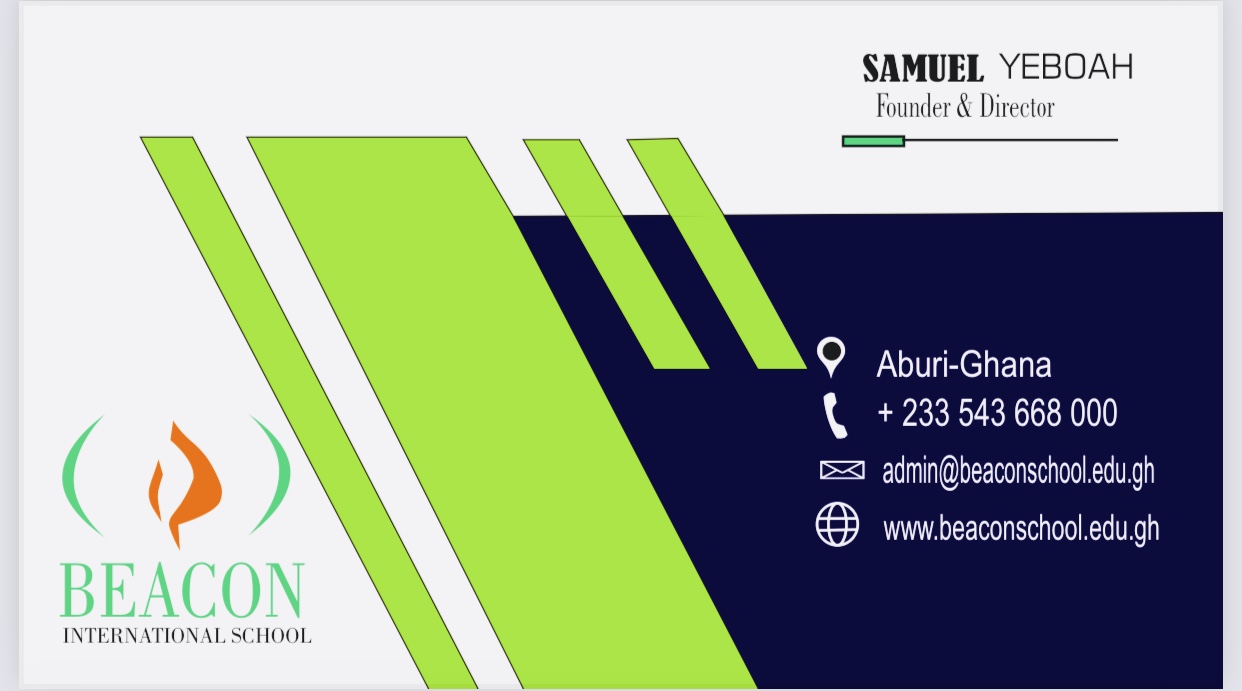 SAMUEL YEBOAH
Founder & Director
Aburi-Ghana
+ 233 543 668 000
admin@beaconschool.edu.gh
www.beaconschool.edu.gh
BEACON
INTERNATIONAL SCHOOL